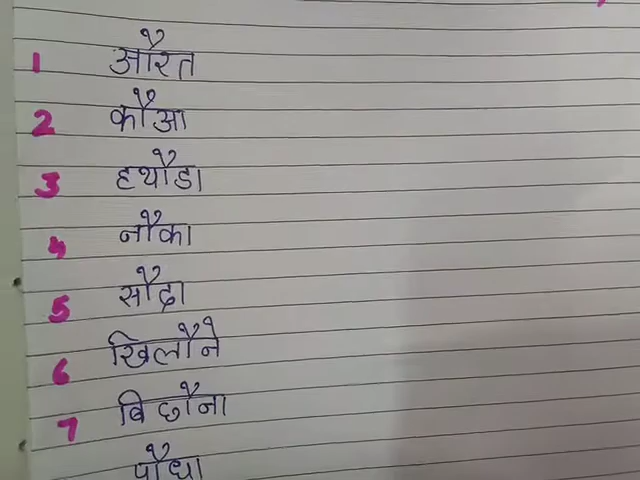 1 औरत
2 कौआ
3 हथौडा
4 नौका
5 सौदा
6 खिलौने
7 बिछौना
पौधा